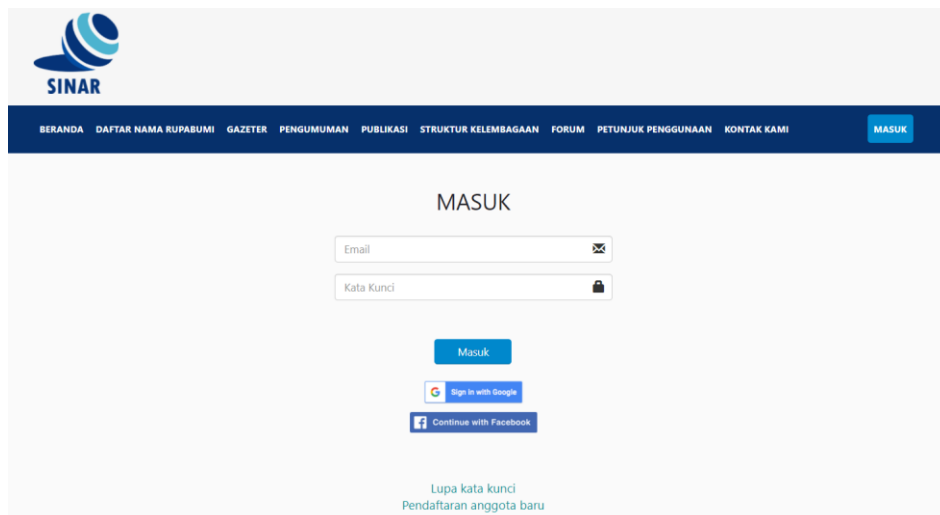 SINAR
BERANDA DAFTAR NAMA RUPABUMI GAZETER PENGUMUMAN PUBLIKASI STRUKTUR KELEMBAGAAN FORUM PETUNJUK PENGGUNAAN KONTAK KAMI MASUK
MASUK
Email
Kata Kunci
Masuk
G Sign in with Google
f Continue with Facebook
Lupa kata kunci
Pendaftaran anggota baru